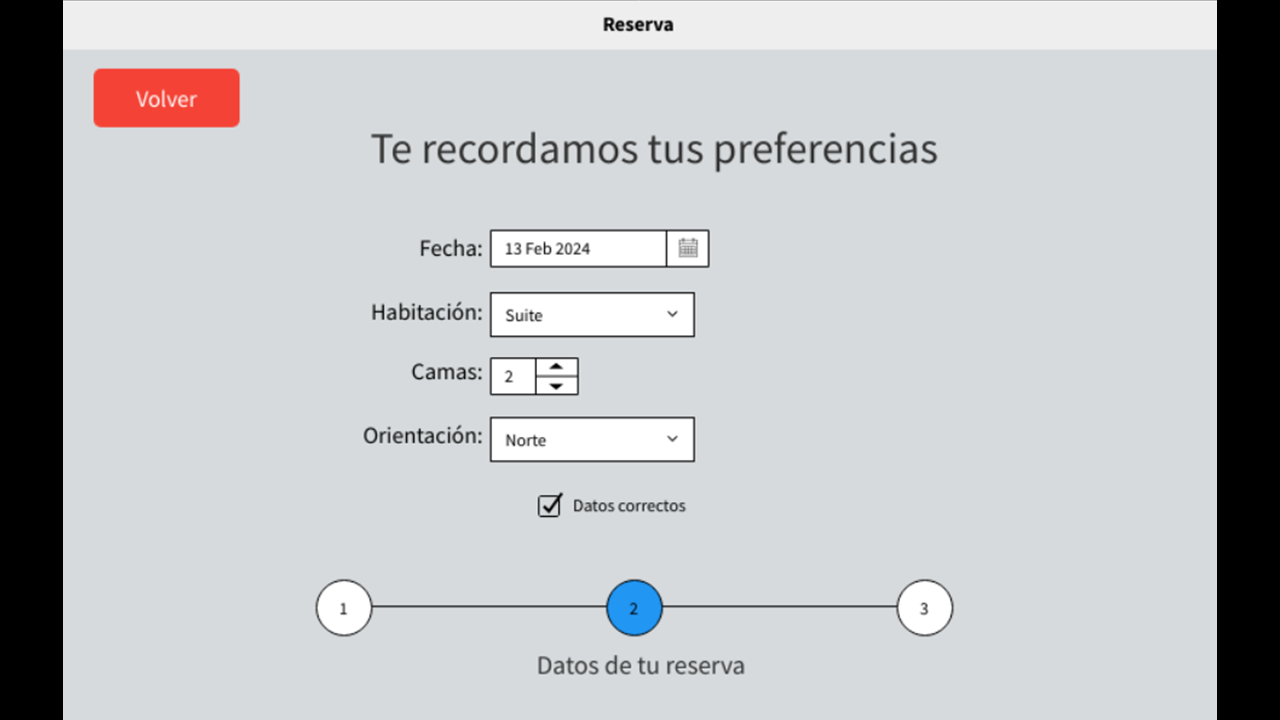 Reserva
Volver
Te recordamos tus preferencias
Fecha: 13 Feb 2024
Habitación: Suite
Camas: 2
Orientación: Norte
Datos correctos
1 2 3
Datos de tu reserva